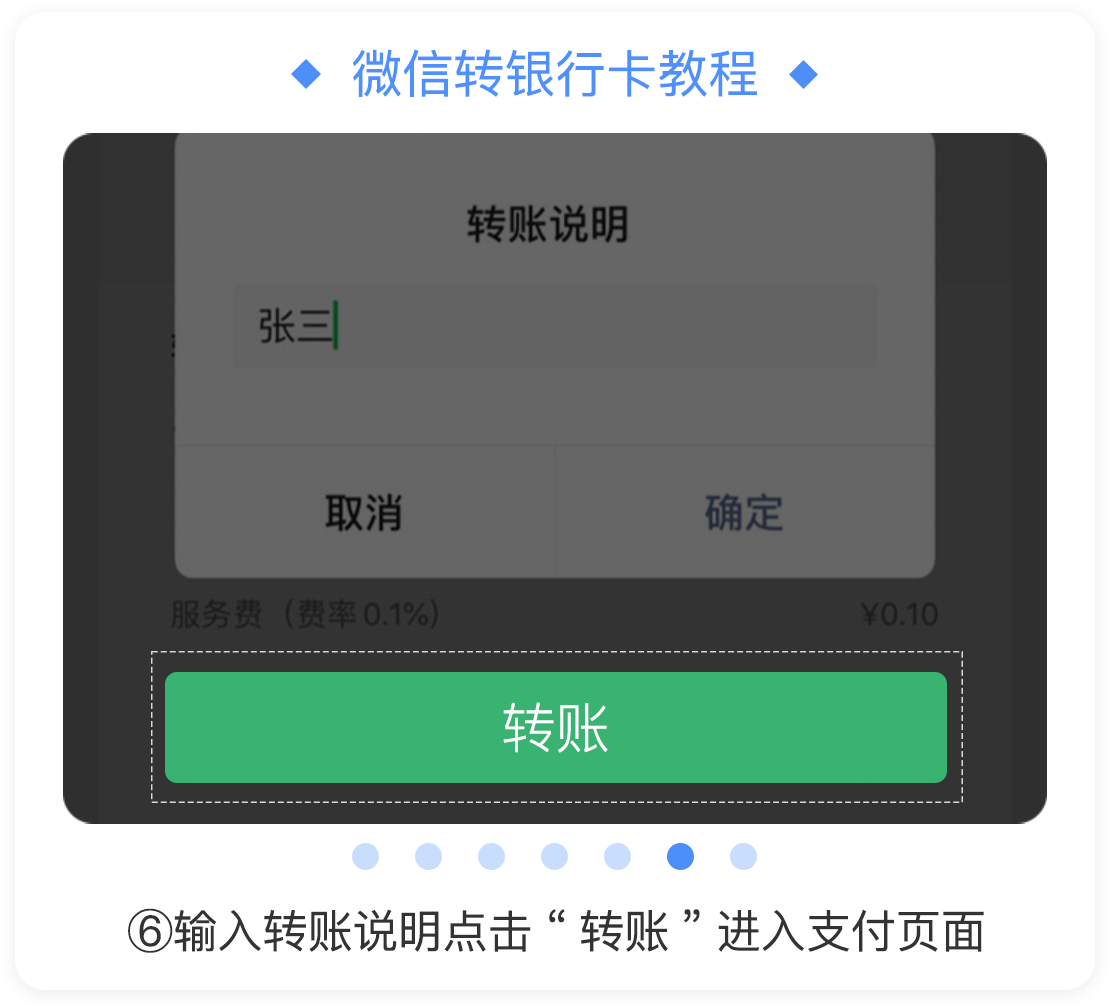 微信转银行卡教程
转账说明
张三
取消 确定
服务费（费率 0.1%） ¥0.10
转账
⑥输入转账说明点击“转账”进入支付页面